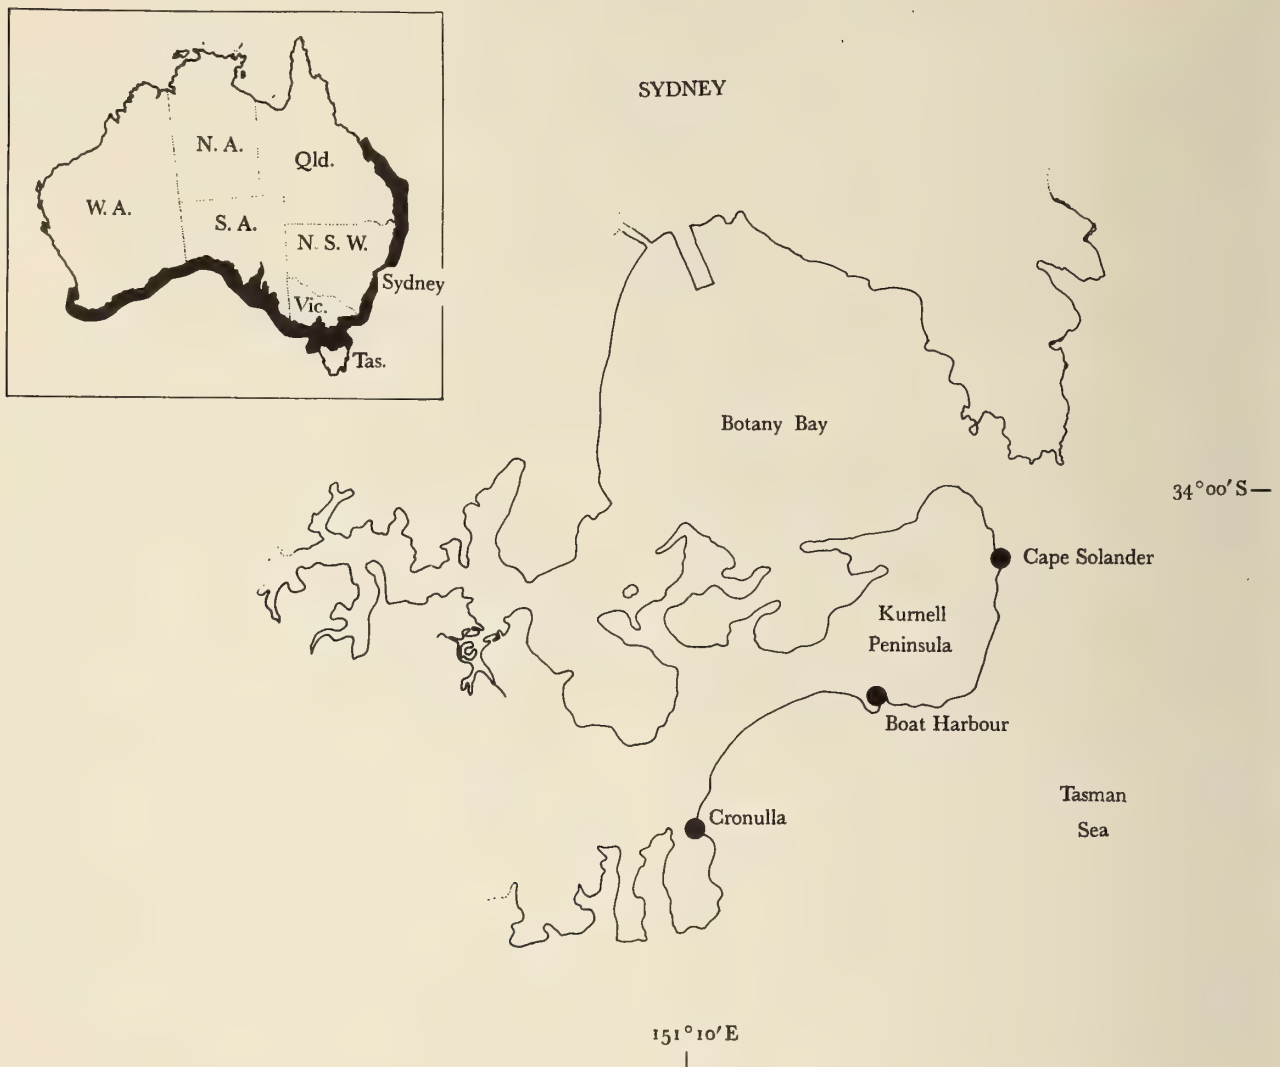 N. A.
Qld.
W. A.
S. A.
N. S. W.
Sydney
Vic.
Tas.
SYDNEY
Botany Bay
34°00′S
Cape Solander
Kurnell
Peninsula
Boat Harbour
Tasman
Sea
Cronulla
151°10′E